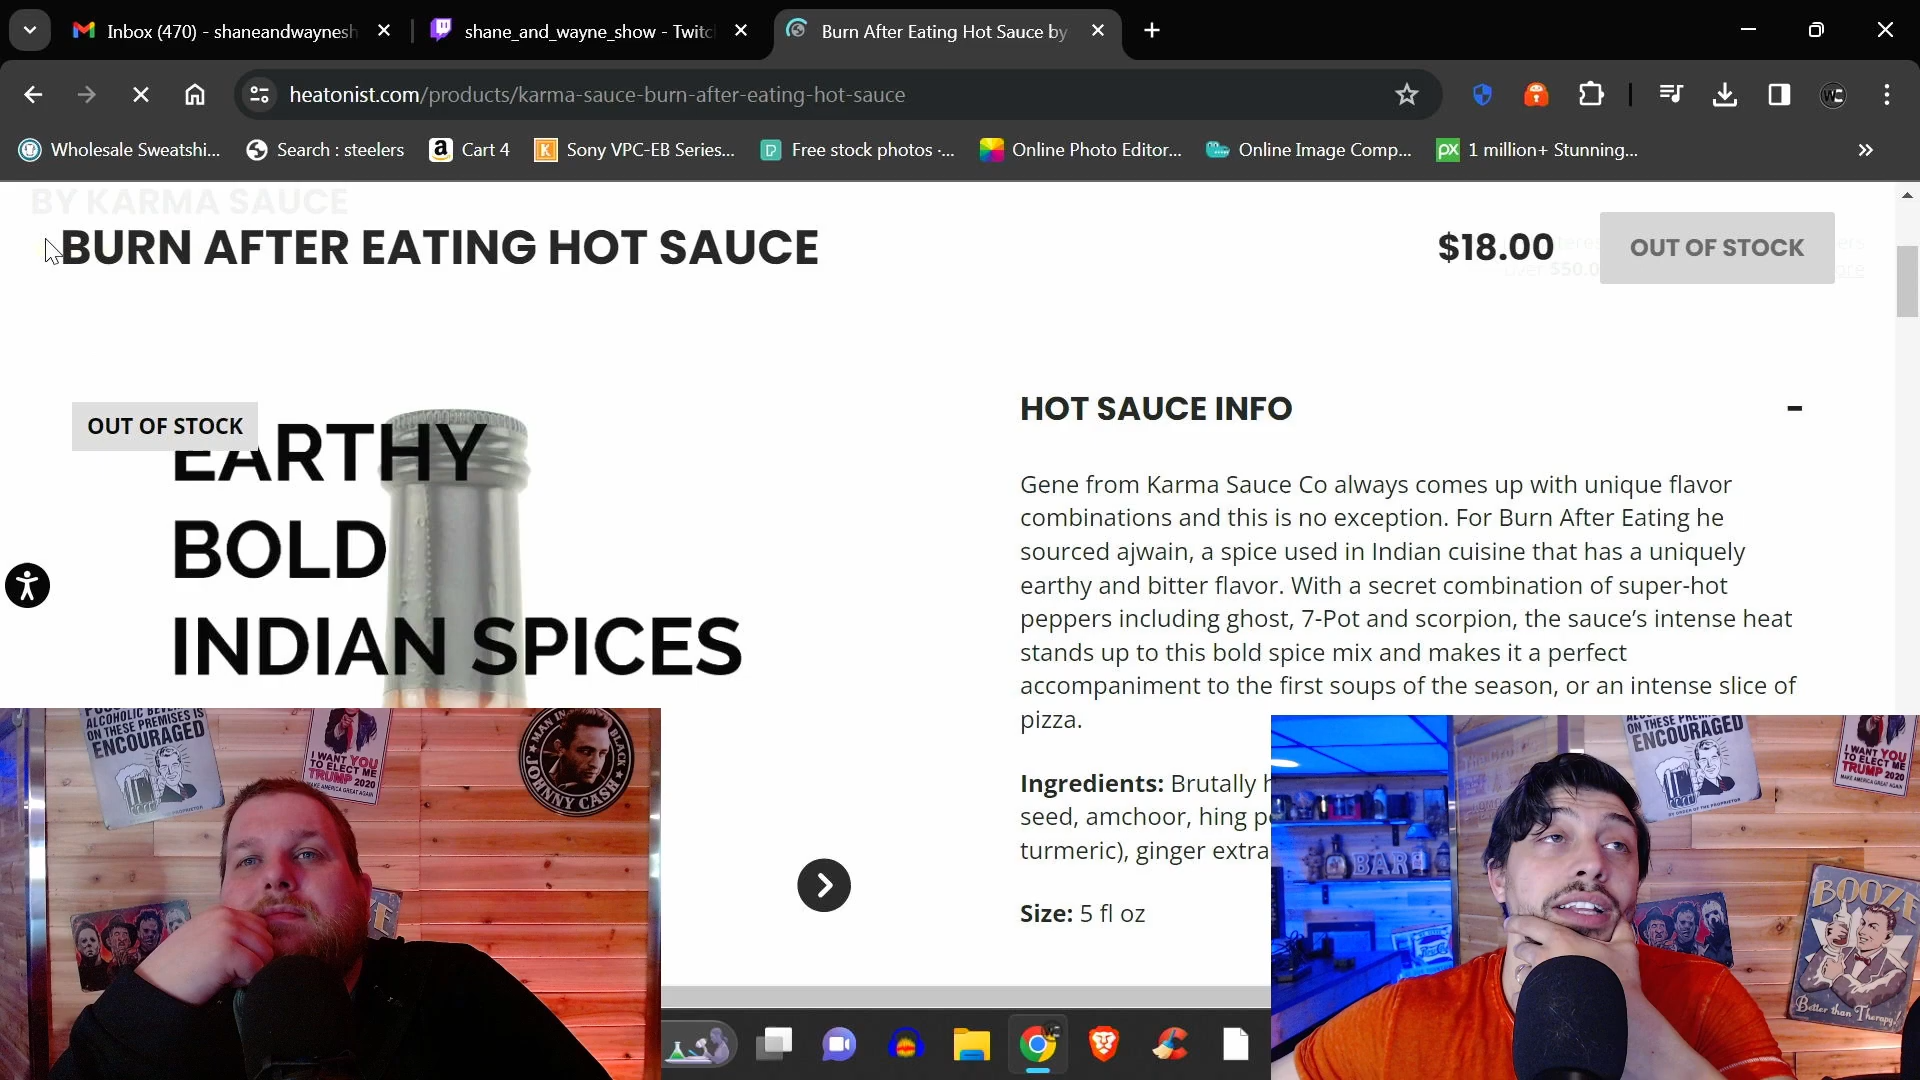 Inbox (470) - shaneandwaynesh
shane_and_wayne_show - Twitc
Burn After Eating Hot Sauce by
heatonist.com/products/karma-sauce-burn-after-eating-hot-sauce
Wholesale Sweatshi...
Search : steelers
Cart 4
Sony VPC-EB Series...
Free stock photos ·...
Online Photo Editor...
Online Image Comp...
1 million+ Stunning...
BY KARMA SAUCE
BURN AFTER EATING HOT SAUCE
$18.00
OUT OF STOCK
OUT OF STOCK
EARTHY
BOLD
INDIAN SPICES
HOT SAUCE INFO
-
Gene from Karma Sauce Co always comes up with unique flavor
combinations and this is no exception. For Burn After Eating he
sourced ajwain, a spice used in Indian cuisine that has a uniquely
earthy and bitter flavor. With a secret combination of super-hot
peppers including ghost, 7-Pot and scorpion, the sauce’s intense heat
stands up to this bold spice mix and makes it a perfect
accompaniment to the first soups of the season, or an intense slice of
pizza.
Ingredients: Brutally h
seed, amchoor, hing p
turmeric), ginger extra
Size: 5 fl oz
ALCOHOLIC BEVERAGES
ON THESE PREMISES IS
ENCOURAGED
I WANT YOU
TO ELECT ME
TRUMP 2020
MAKE AMERICA GREAT AGAIN
MAN IN BLACK
JOHNNY CASH
ON THESE PREMISES
ENCOURAGED
I WANT YOU
TO ELECT ME
TRUMP 2020
BAR
BOOZE
Better than Therapy!